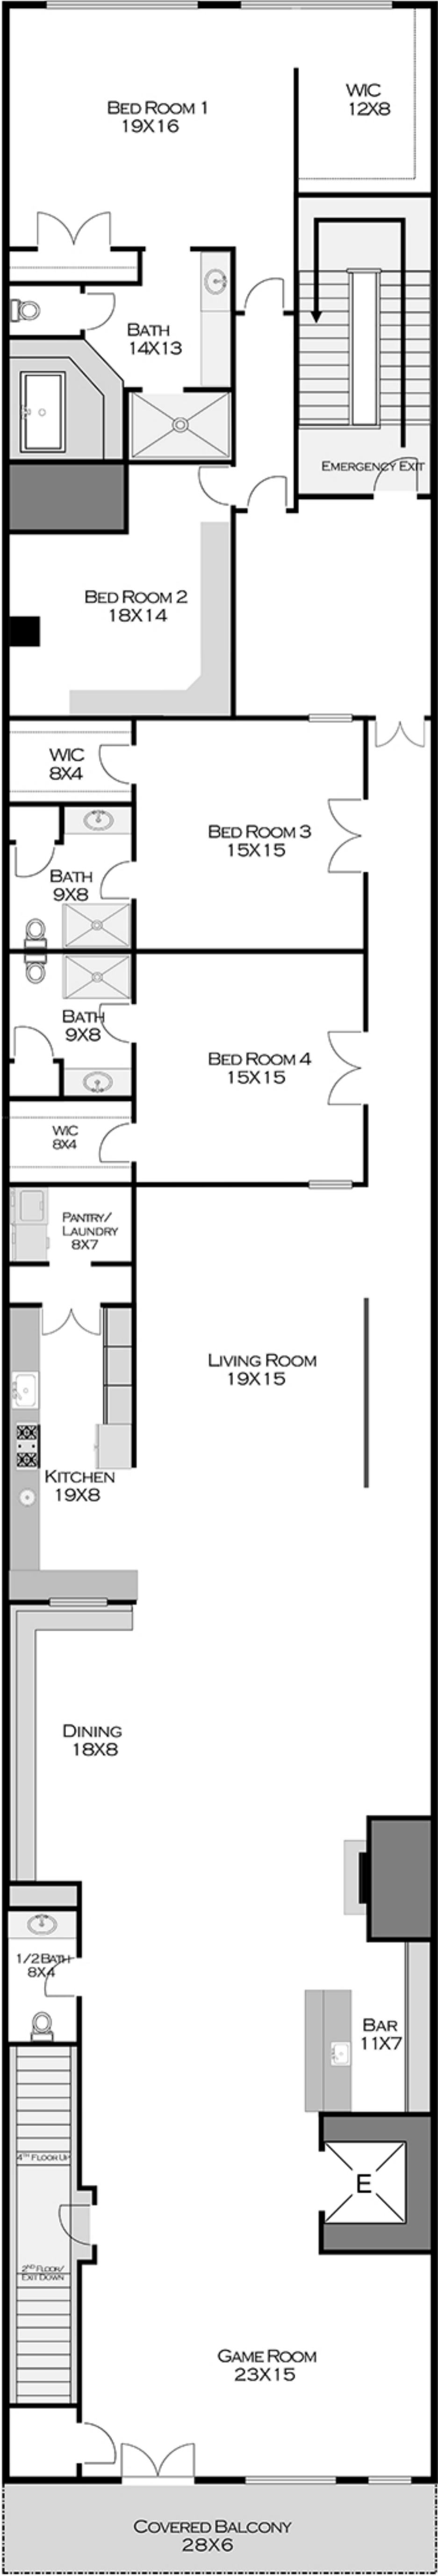 BED ROOM 1
19X16
WIC
12X8
BATH
14X13
EMERGENCY EXIT
BED ROOM 2
18X14
WIC
8X4
BED ROOM 3
15X15
BATH
9X8
BATH
9X8
BED ROOM 4
15X15
WIC
8X4
PANTRY/
LAUNDRY
8X7
LIVING ROOM
19X15
KITCHEN
19X8
DINING
18X8
1/2 BATH
8X4
BAR
11X7
4TH FLOOR UP
E
2ND FLOOR/
EXIT DOWN
GAME ROOM
23X15
COVERED BALCONY
28X6